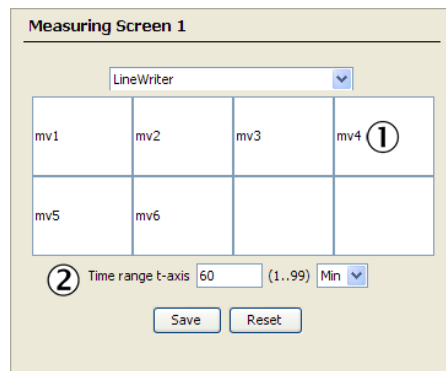 Measuring Screen 1
LineWriter
mv1 mv2 mv3 mv4 ①
mv5 mv6
② Time range t-axis 60 (1..99) Min
Save Reset